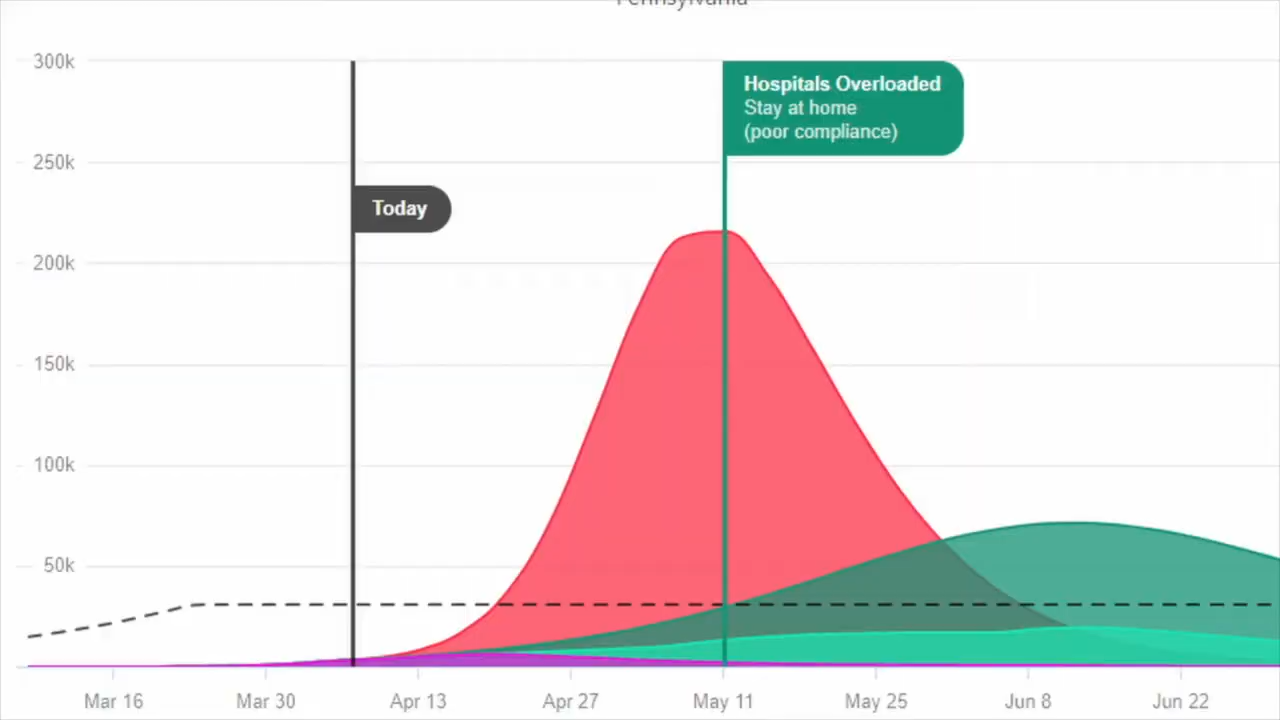 Pennsylvania
300k
Hospitals Overloaded
Stay at home
(poor compliance)
250k
Today
200k
150k
100k
50k
Mar 16 Mar 30 Apr 13 Apr 27 May 11 May 25 Jun 8 Jun 22